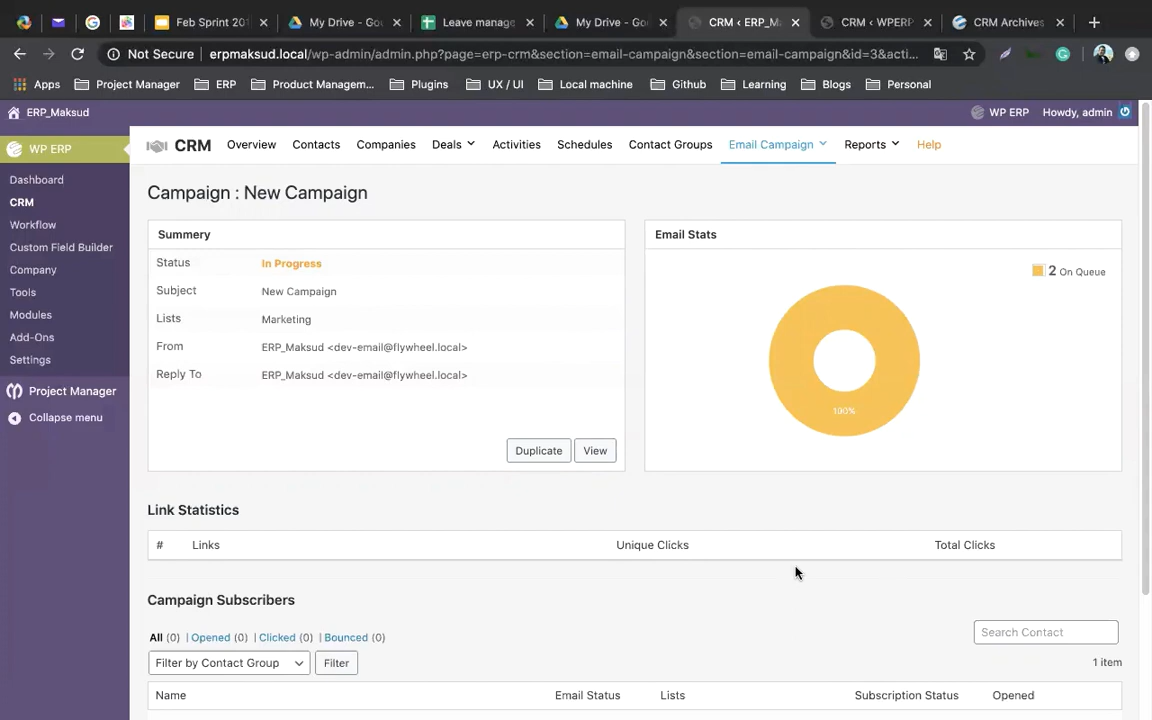 Feb Sprint 201
My Drive - Go
Leave manage
My Drive - Go
CRM ‹ ERP_M
CRM ‹ WPERP
CRM Archives
Not Secure erpmaksud.local/wp-admin/admin.php?page=erp-crm&section=email-campaign&section=email-campaign&id=3&acti...
Apps Project Manager ERP Product Managem... Plugins UX / UI Local machine Github Learning Blogs Personal
ERP_Maksud
WP ERP Howdy, admin
WP ERP
Dashboard
CRM
Workflow
Custom Field Builder
Company
Tools
Modules
Add-Ons
Settings
Project Manager
Collapse menu
CRM Overview Contacts Companies Deals Activities Schedules Contact Groups Email Campaign Reports Help
Campaign : New Campaign
Summery
Status In Progress
Subject New Campaign
Lists Marketing
From ERP_Maksud <dev-email@flywheel.local>
Reply To ERP_Maksud <dev-email@flywheel.local>
Duplicate View
Email Stats
2 On Queue
100%
Link Statistics
# Links Unique Clicks Total Clicks
Campaign Subscribers
All (0) | Opened (0) | Clicked (0) | Bounced (0)
Search Contact
Filter by Contact Group Filter
1 item
Name Email Status Lists Subscription Status Opened